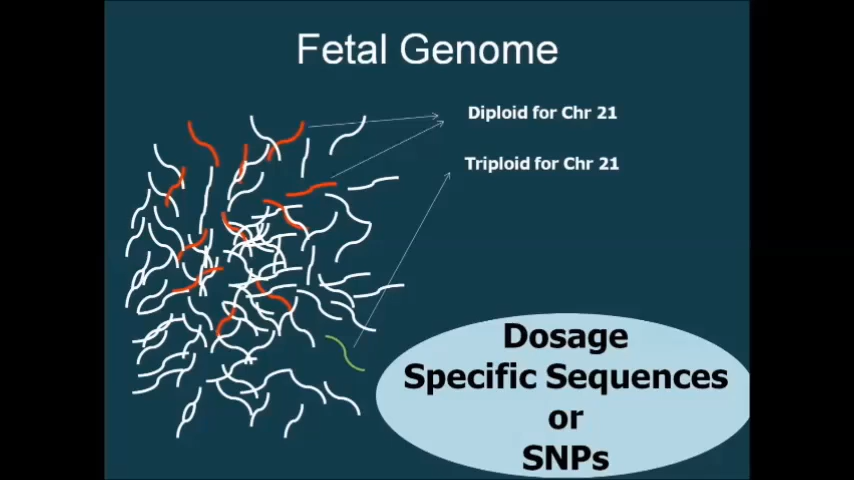 Fetal Genome
Diploid for Chr 21
Triploid for Chr 21
Dosage
Specific Sequences
or
SNPs